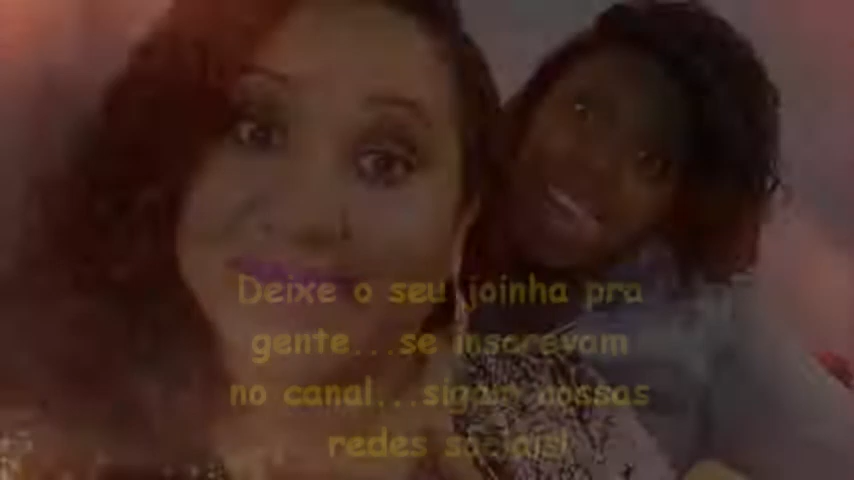 Deixe o seu joinha pra
gente...se inscrevam
no canal...sigam nossas
redes sociais!